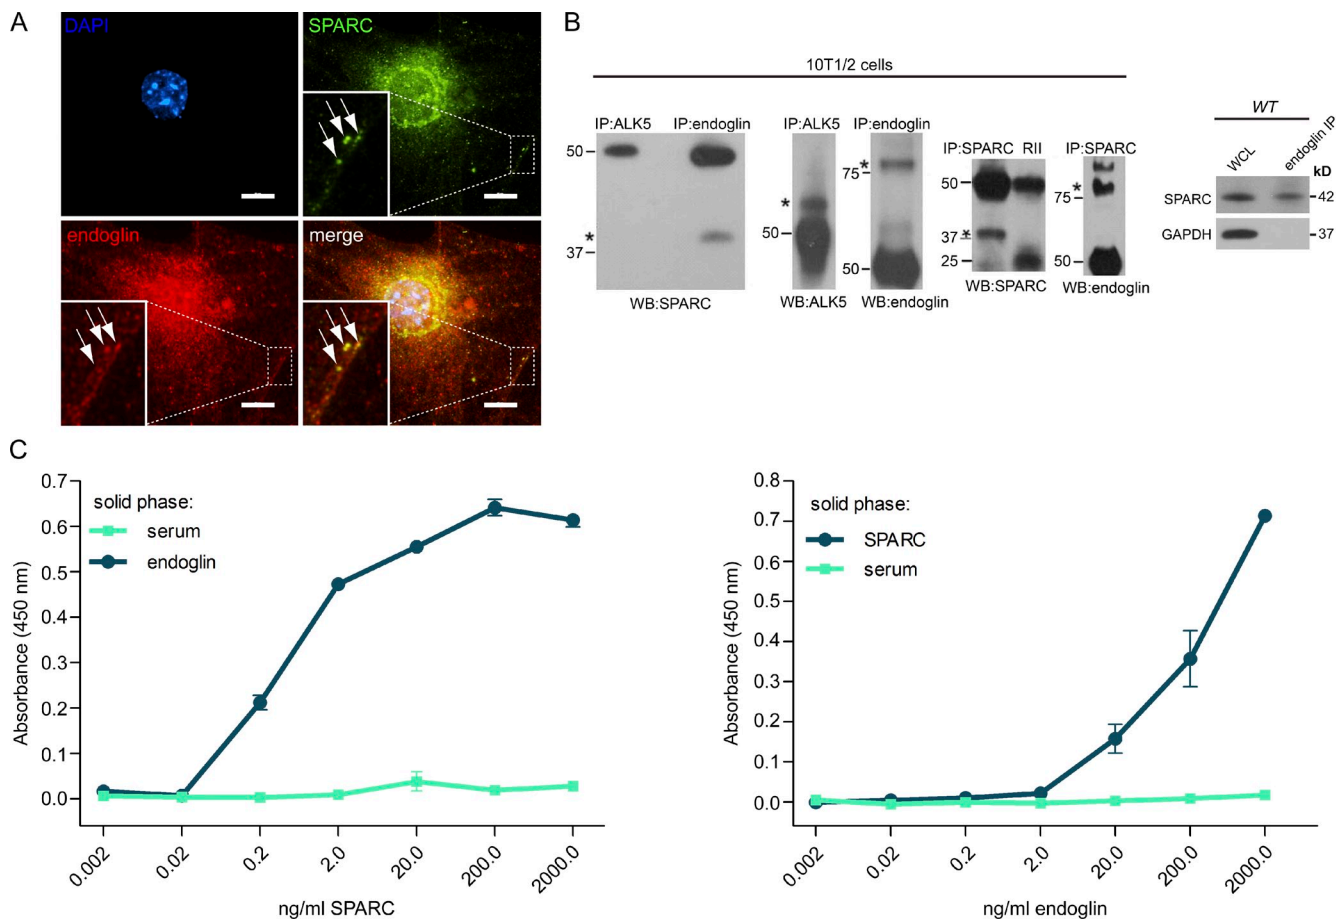 A
DAPI
SPARC
endoglin
merge
B
10T1/2 cells
IP:ALK5 IP:endoglin
50
*
37
WB:SPARC
IP:ALK5
*
50
WB:ALK5
IP:endoglin
*
75
50
WB:endoglin
IP:SPARC RII
50
*
37
25
WB:SPARC
IP:SPARC
*
75
50
WB:endoglin
WT
WCL endoglin IP
kD
SPARC 42
GAPDH 37
C
0.7
0.6
0.5
0.4
0.3
0.2
0.1
0.0
Absorbance (450 nm)
solid phase:
serum
endoglin
0.002 0.02 0.2 2.0 20.0 200.0 2000.0
ng/ml SPARC
0.8
0.7
0.6
0.5
0.4
0.3
0.2
0.1
0.0
Absorbance (450 nm)
solid phase:
SPARC
serum
0.002 0.02 0.2 2.0 20.0 200.0 2000.0
ng/ml endoglin